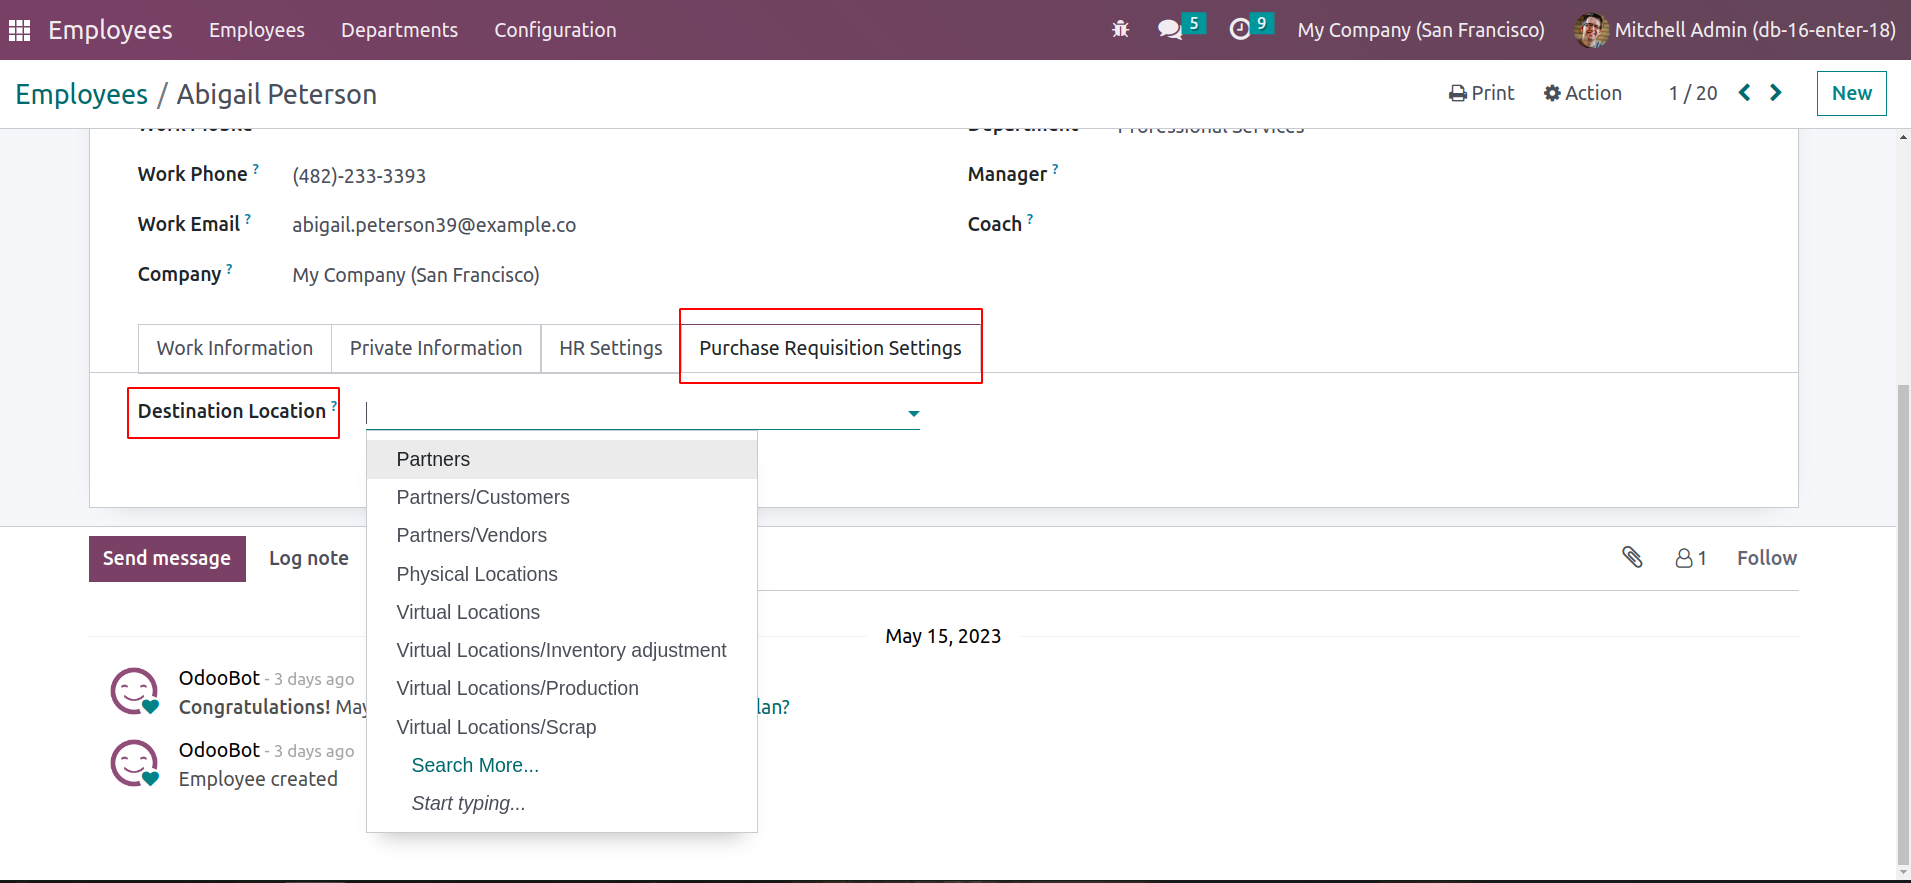 Employees Employees Departments Configuration 5 9 My Company (San Francisco) Mitchell Admin (db-16-enter-18)
Employees / Abigail Peterson Print Action 1 / 20 New
Work Mobile Department Professional Services
Work Phone ? (482)-233-3393 Manager ?
Work Email ? abigail.peterson39@example.co Coach ?
Company ? My Company (San Francisco)
Work Information Private Information HR Settings Purchase Requisition Settings
Destination Location ?
Partners
Partners/Customers
Partners/Vendors
Physical Locations
Virtual Locations
Virtual Locations/Inventory adjustment
Virtual Locations/Production
Virtual Locations/Scrap
Search More...
Start typing...
Send message Log note 1 Follow
May 15, 2023
OdooBot - 3 days ago
Congratulations! May lan?
OdooBot - 3 days ago
Employee created